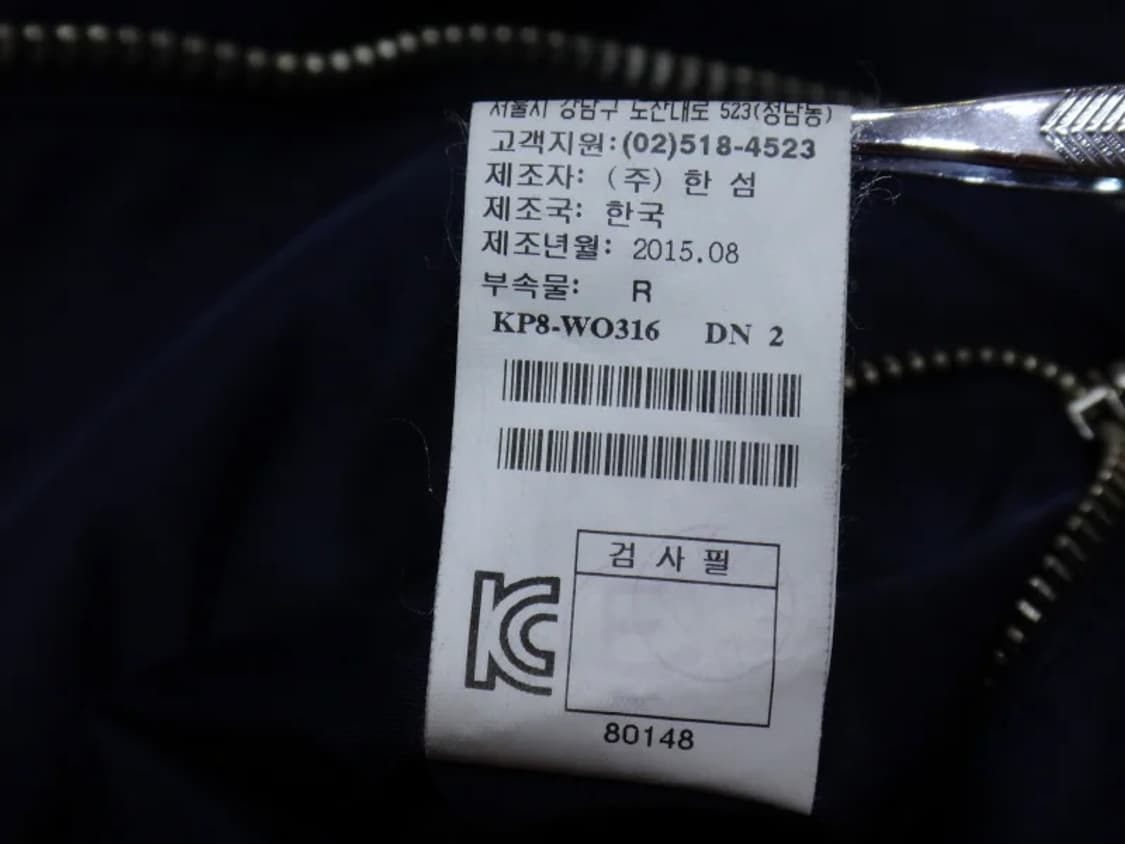 서울시 강남구 도산대로 523(청담동)
고객지원:(02)518-4523
제조자: (주) 한 섬
제조국: 한국
제조년월: 2015.08
부속물: R
KP8-WO316 DN 2
검 사 필
KC
80148